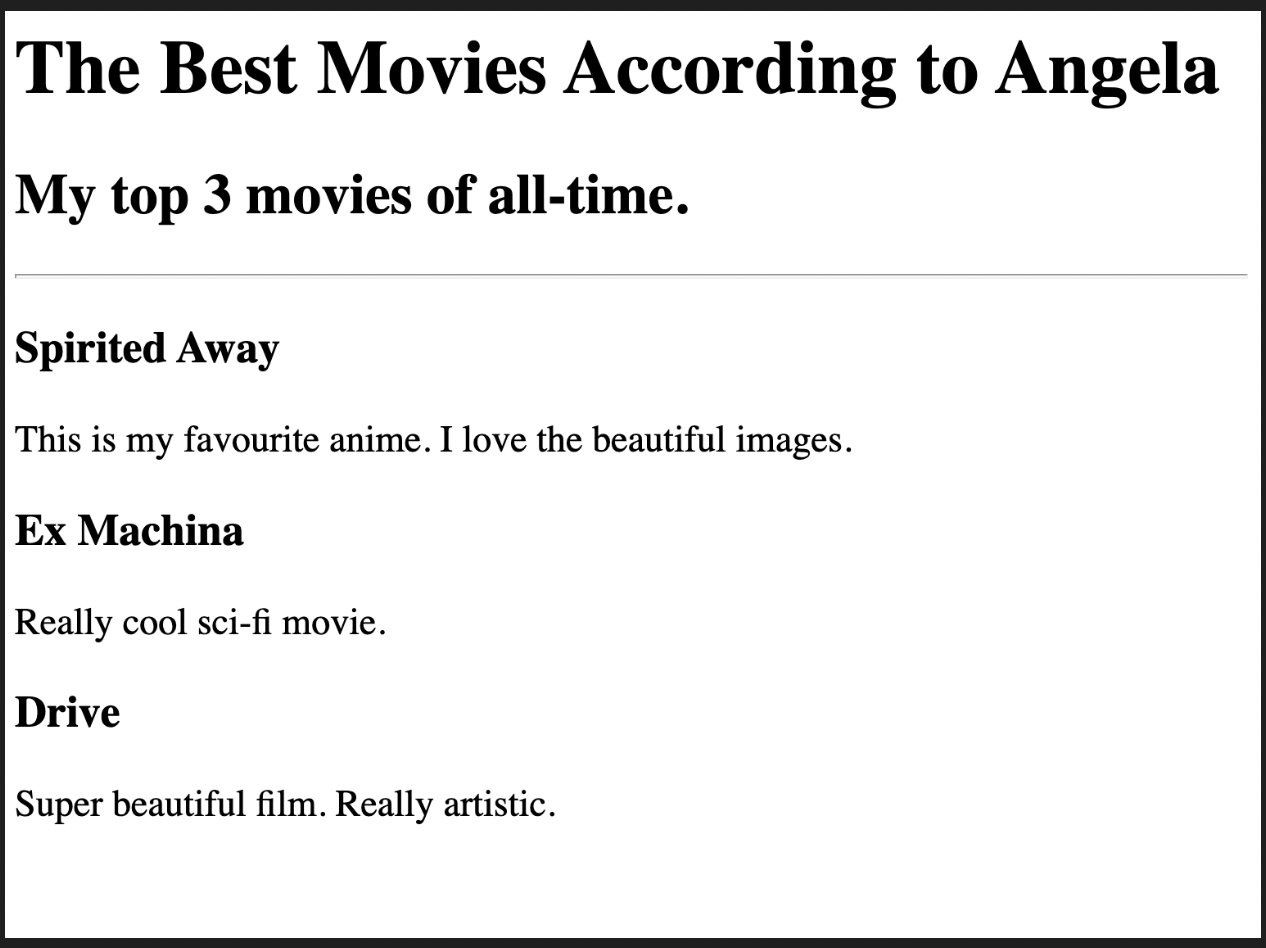 The Best Movies According to Angela
My top 3 movies of all-time.
Spirited Away
This is my favourite anime. I love the beautiful images.
Ex Machina
Really cool sci-fi movie.
Drive
Super beautiful film. Really artistic.